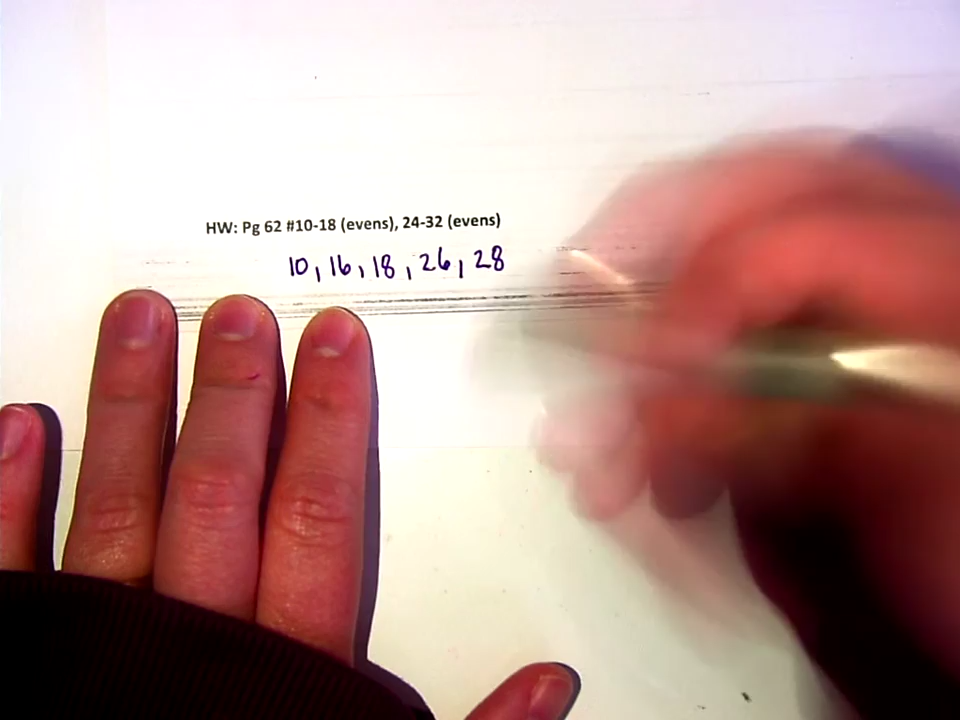 HW: Pg 62 #10-18 (evens), 24-32 (evens)
10, 16, 18, 26, 28